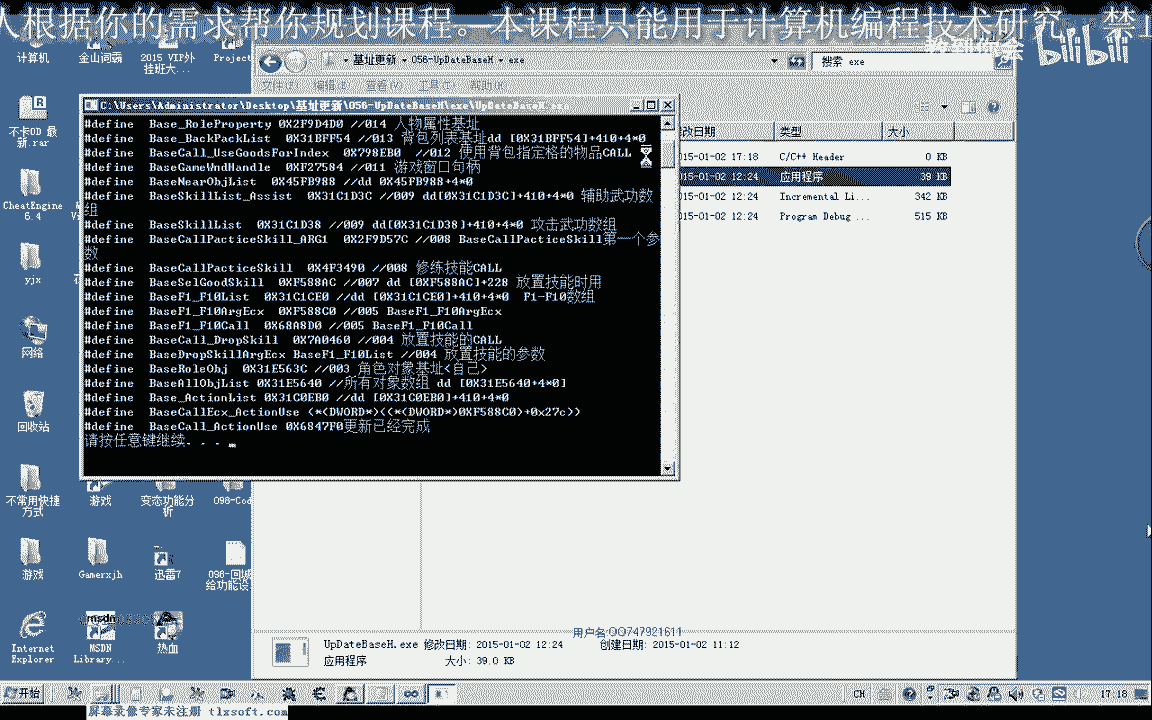 人根据你的需求帮你规划课程。本课程只能用于计算机编程技术研究 禁止
bilibili
计算机
金山词霸
2015 VIP外
挂班大...
Project
基址更新 056-UpDateBaseH exe
搜索 exe
文件(F) 编辑(E) 查看(V) 工具(T) 帮助(H)
C:\Users\Administrator\Desktop\基址更新\056-UpDateBaseH\exe\UpDateBaseH.exe
#define Base_RoleProperty 0X2F9D4D0 //014 人物属性基址
#define Base_BackPackList 0X31BFF54 //013 背包列表基址dd [0X31BFF54]+410+4*0
#define BaseCall_UseGoodsForIndex 0X798EB0 //012 使用背包指定格的物品CALL
#define BaseGameWndHandle 0XF27584 //011 游戏窗口句柄
#define BaseNearObjList 0X45FB988 //dd 0X45FB988+4*0
#define BaseSkillList_Assist 0X31C1D3C //009 dd[0X31C1D3C]+410+4*0 辅助武功数
组
#define BaseSkillList 0X31C1D38 //009 dd[0X31C1D38]+410+4*0 攻击武功数组
#define BaseCallPacticeSkill_ARG1 0X2F9D57C //008 BaseCallPacticeSkill第一个参
数
#define BaseCallPacticeSkill 0X4F3490 //008 修练技能CALL
#define BaseSelGoodSkill 0XF588AC //007 dd [0XF588AC]+228 放置技能时用
#define BaseF1_F10List 0X31C1CE0 //dd [0X31C1CE0]+410+4*0 F1-F10数组
#define BaseF1_F10ArgEcx 0XF588C0 //005 BaseF1_F10ArgEcx
#define BaseF1_F10Call 0X68A8D0 //005 BaseF1_F10Call
#define BaseCall_DropSkill 0X7A0460 //004 放置技能的CALL
#define BaseDropSkillArgEcx BaseF1_F10List //004 放置技能的参数
#define BaseRoleObj 0X31E563C //003 角色对象基址<自己>
#define BaseAllObjList 0X31E5640 //所有对象数组 dd [0X31E5640+4*0]
#define Base_ActionList 0X31C0EB0 //dd [0X31C0EB0]+410+4*0
#define BaseCallEcx_ActionUse (*(DWORD*)((*(DWORD*)0XF588C0)+0x27c))
#define BaseCall_ActionUse 0X6847F0更新已经完成
请按任意键继续. . .
修改日期 类型 大小
2015-01-02 17:18 C/C++ Header 0 KB
2015-01-02 12:24 应用程序 39 KB
2015-01-02 12:24 Incremental Li... 342 KB
2015-01-02 12:24 Program Debug ... 515 KB
不卡OD 最
新.rar
CheatEngine
6.4
yjx
网络
回收站
不常用快捷
方式
游戏
变态功能分
析
098-Cod
游戏
Gamerxjh
迅雷7
098-回城
给功能设
Internet
Explorer
MSDN
Library...
热血
用户名:QQ747921611
UpDateBaseH.exe 修改日期: 2015-01-02 12:24 创建日期: 2015-01-02 11:12
应用程序 大小: 39.0 KB
开始
CH
17:18
屏幕录像专家未注册 tlxsoft.com